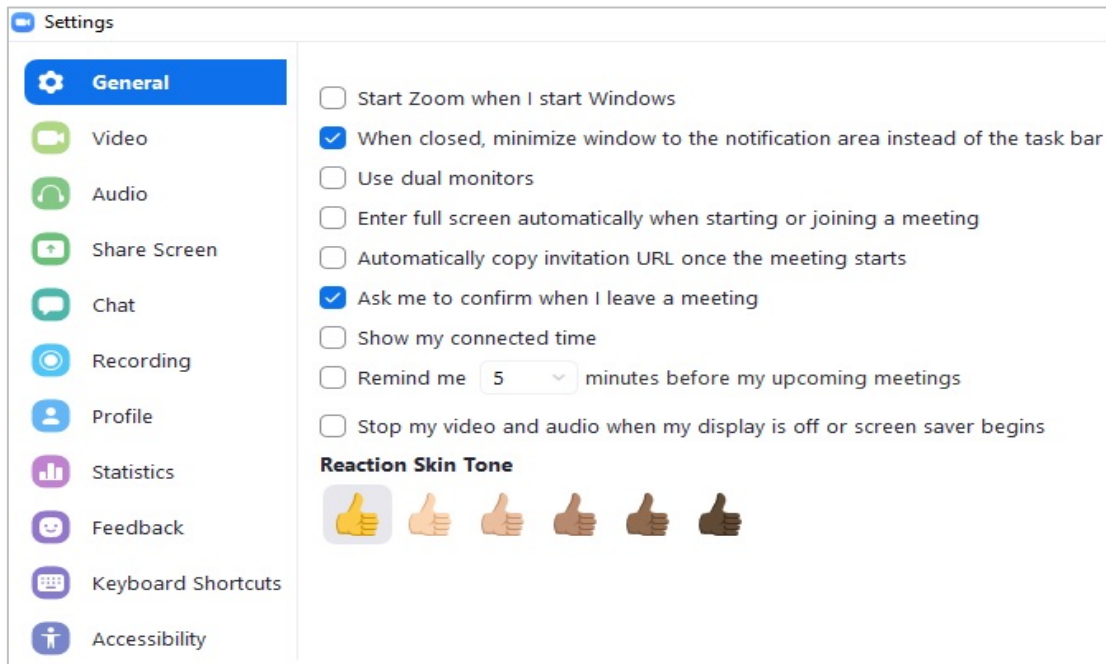 Settings
General
Video
Audio
Share Screen
Chat
Recording
Profile
Statistics
Feedback
Keyboard Shortcuts
Accessibility
Start Zoom when I start Windows
When closed, minimize window to the notification area instead of the task bar
Use dual monitors
Enter full screen automatically when starting or joining a meeting
Automatically copy invitation URL once the meeting starts
Ask me to confirm when I leave a meeting
Show my connected time
Remind me 5 minutes before my upcoming meetings
Stop my video and audio when my display is off or screen saver begins
Reaction Skin Tone